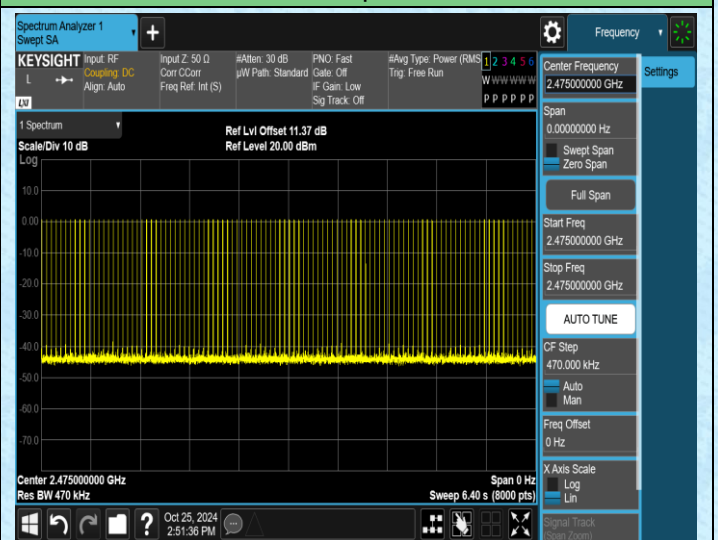 Spectrum Analyzer 1
Swept SA
+
Frequency
KEYSIGHT
L
LXI
Input: RF
Coupling: DC
Align: Auto
Input Z: 50 Ω
Corr CCorr
Freq Ref: Int (S)
#Atten: 30 dB
µW Path: Standard
PNO: Fast
Gate: Off
IF Gain: Low
Sig Track: Off
#Avg Type: Power (RMS
Trig: Free Run
1 2 3 4 5 6
W W W W W W
P P P P P P
1 Spectrum
Scale/Div 10 dB
Log
Ref Lvl Offset 11.37 dB
Ref Level 20.00 dBm
10.0
0.00
-10.0
-20.0
-30.0
-40.0
-50.0
-60.0
-70.0
Center 2.475000000 GHz
Res BW 470 kHz
Span 0 Hz
Sweep 6.40 s (8000 pts)
Center Frequency
2.475000000 GHz
Settings
Span
0.00000000 Hz
Swept Span
Zero Span
Full Span
Start Freq
2.475000000 GHz
Stop Freq
2.475000000 GHz
AUTO TUNE
CF Step
470.000 kHz
Auto
Man
Freq Offset
0 Hz
X Axis Scale
Log
Lin
Signal Track
(Span Zoom)
?
Oct 25, 2024
2:51:36 PM